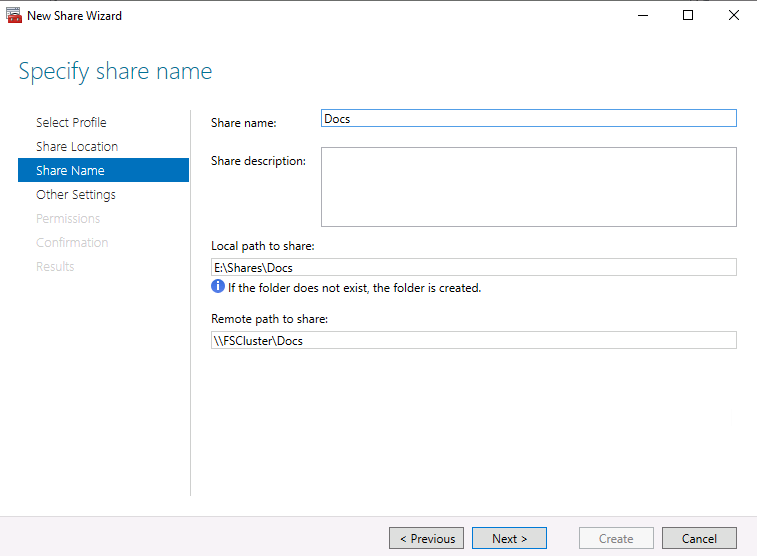 New Share Wizard
Specify share name
Select Profile
Share Location
Share Name
Other Settings
Permissions
Confirmation
Results
Share name:
Docs
Share description:
Local path to share:
E:\Shares\Docs
If the folder does not exist, the folder is created.
Remote path to share:
\\FSCluster\Docs
< Previous
Next >
Create
Cancel